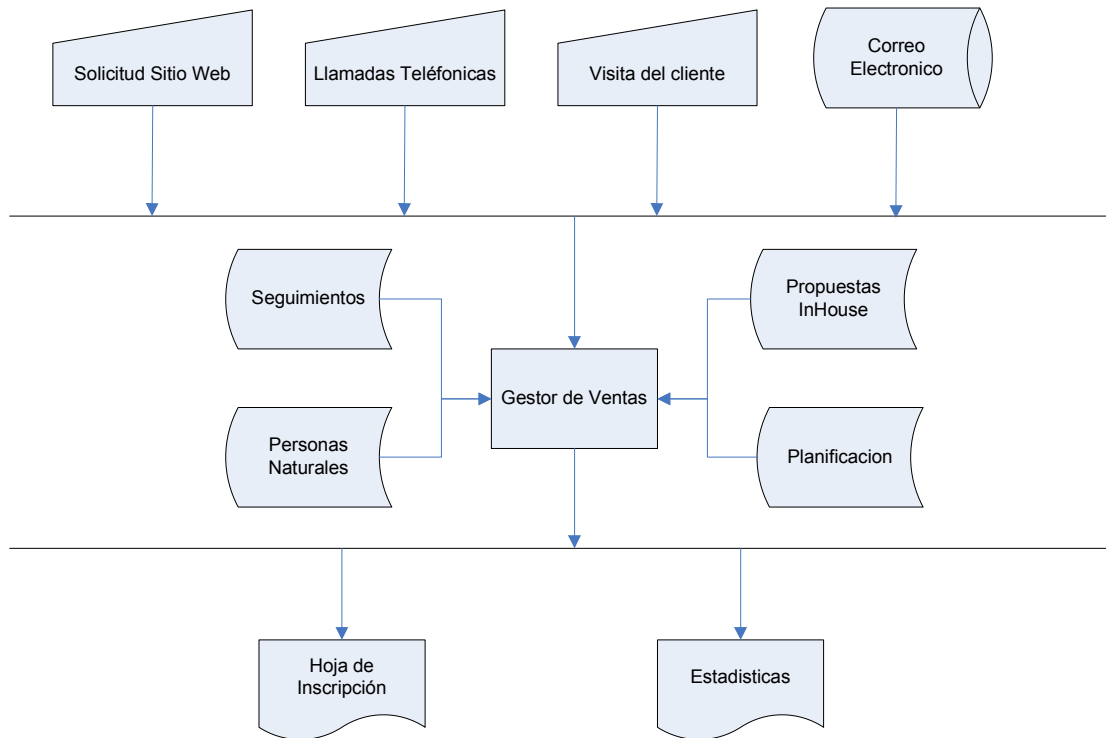 Solicitud Sitio Web
Llamadas Teléfonicas
Visita del cliente
Correo
Electronico
Seguimientos
Propuestas
InHouse
Gestor de Ventas
Personas
Naturales
Planificacion
Hoja de
Inscripción
Estadisticas